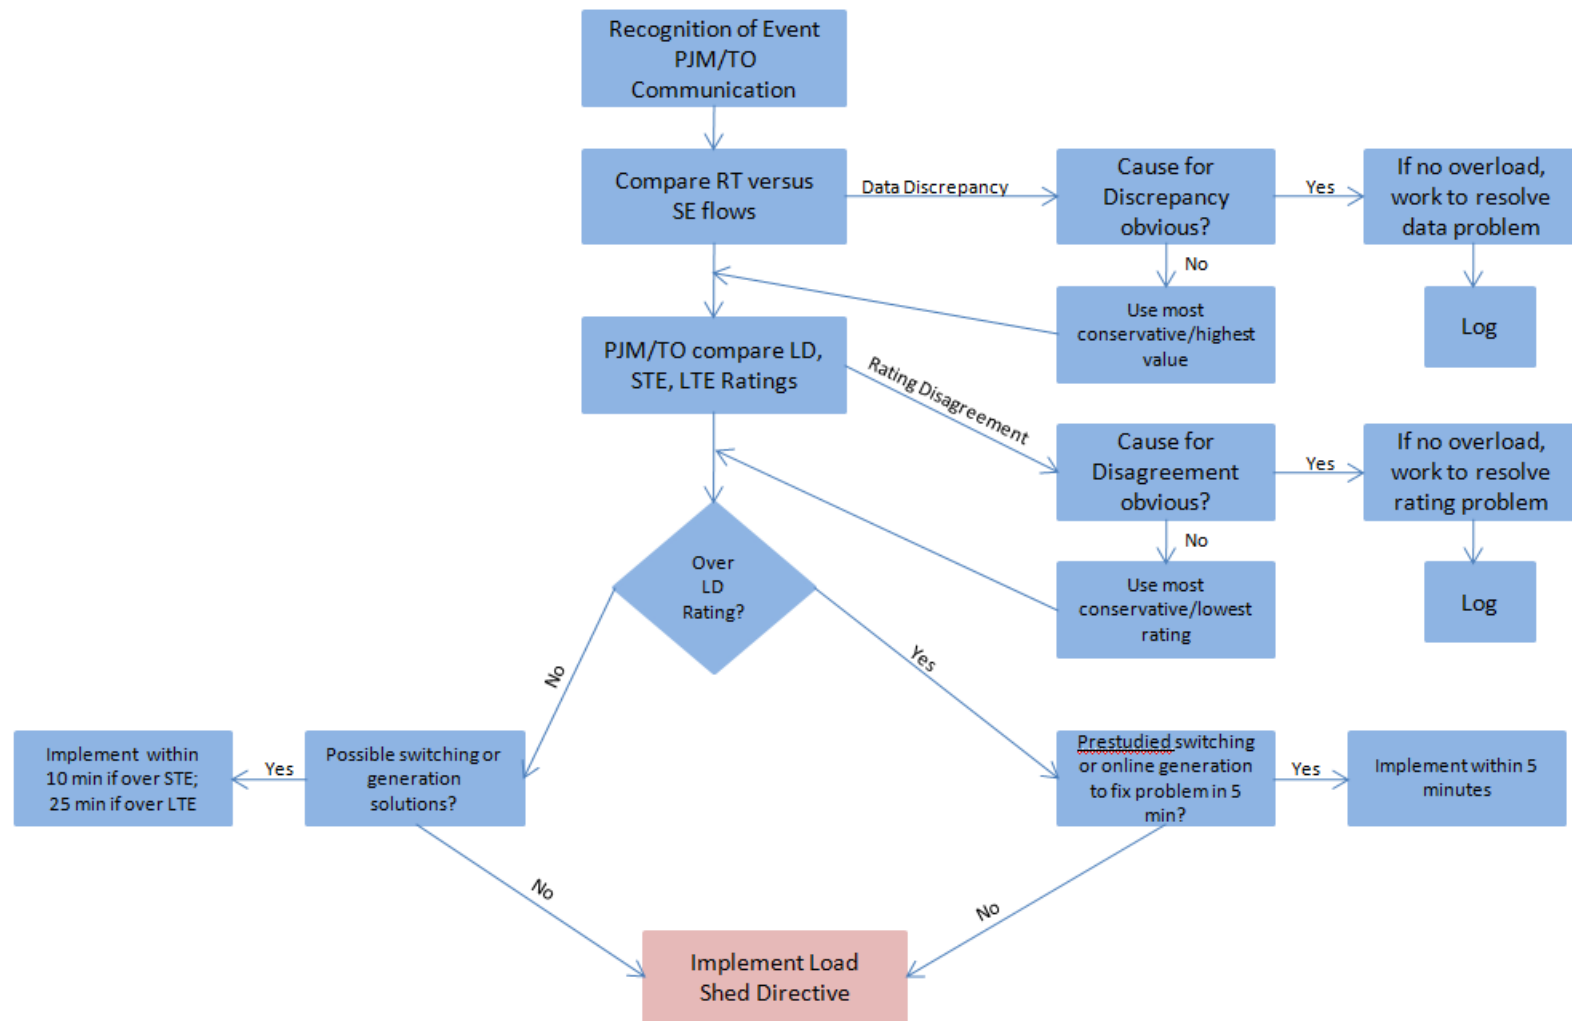 Recognition of Event
PJM/TO
Communication
Compare RT versus
SE flows
Data Discrepancy
Cause for
Discrepancy
obvious?
Yes
If no overload,
work to resolve
data problem
No
Use most
conservative/highest
value
Log
PJM/TO compare LD,
STE, LTE Ratings
Rating Disagreement
Cause for
Disagreement
obvious?
Yes
If no overload,
work to resolve
rating problem
No
Use most
conservative/lowest
rating
Log
Over
LD
Rating?
No
Yes
Implement within
10 min if over STE;
25 min if over LTE
Yes
Possible switching or
generation
solutions?
Prestudied switching
or online generation
to fix problem in 5
min?
Yes
Implement within 5
minutes
No
No
Implement Load
Shed Directive